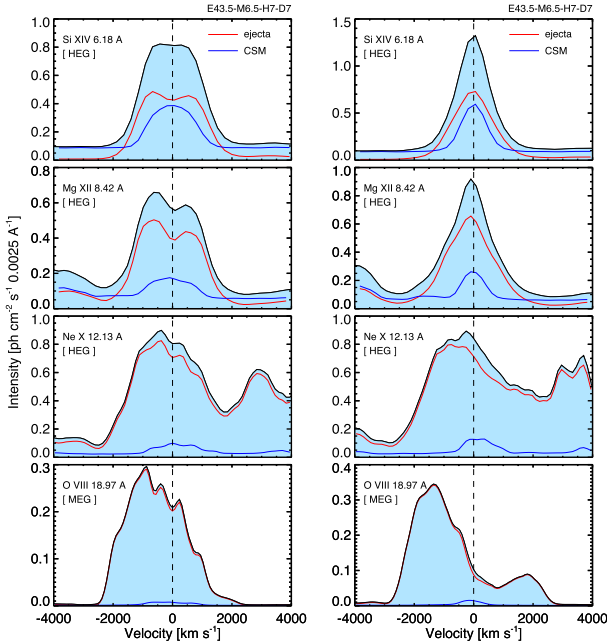 E43.5-M6.5-H7-D7
E43.5-M6.5-H7-D7
1.0
0.8
0.6
0.4
0.2
0.0
Si XIV 6.18 A
[ HEG ]
ejecta
CSM
1.5
1.0
0.5
0.0
Si XIV 6.18 A
[ HEG ]
ejecta
CSM
0.8
0.6
0.4
0.2
0.0
Mg XII 8.42 A
[ HEG ]
1.0
0.8
0.6
0.4
0.2
0.0
Mg XII 8.42 A
[ HEG ]
1.0
0.8
0.6
0.4
0.2
0.0
Ne X 12.13 A
[ HEG ]
1.0
0.8
0.6
0.4
0.2
0.0
Ne X 12.13 A
[ HEG ]
0.3
0.2
0.1
0.0
O VIII 18.97 A
[ MEG ]
0.4
0.3
0.2
0.1
0.0
O VIII 18.97 A
[ MEG ]
Intensity [ph cm⁻² s⁻¹ 0.0025 A⁻¹]
-4000 -2000 0 2000 4000
-4000 -2000 0 2000 4000
Velocity [km s⁻¹]
Velocity [km s⁻¹]